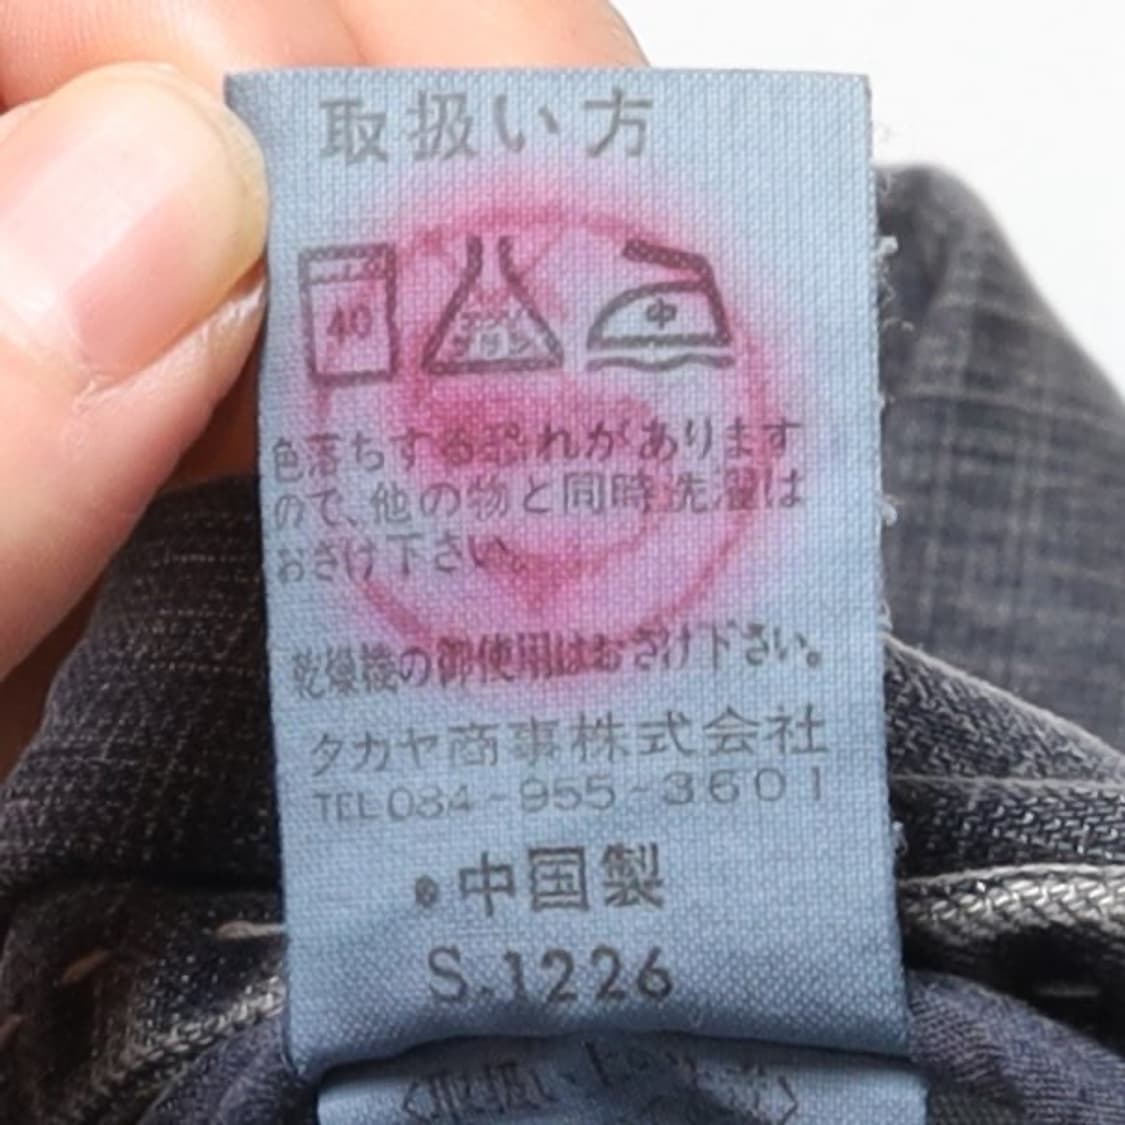 取扱い方
40
中
色落ちする恐れがあります
ので、他の物と同時洗濯は
おさけ下さい。
乾燥機の御使用はおさけ下さい。
タカヤ商事株式会社
TEL084-955-3601
●中国製
S.1226